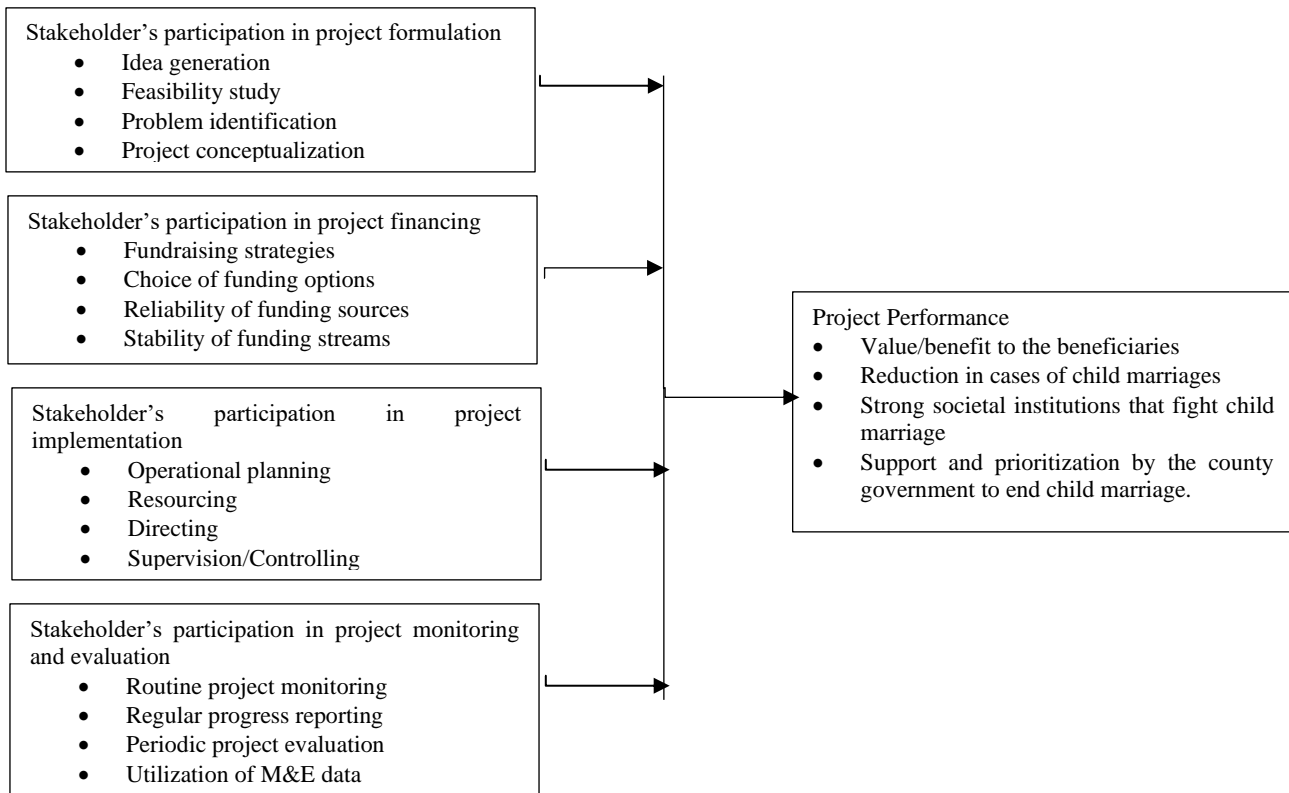 Stakeholder’s participation in project formulation
• Idea generation
• Feasibility study
• Problem identification
• Project conceptualization
Stakeholder’s participation in project financing
• Fundraising strategies
• Choice of funding options
• Reliability of funding sources
• Stability of funding streams
Stakeholder’s participation in project
implementation
• Operational planning
• Resourcing
• Directing
• Supervision/Controlling
Stakeholder’s participation in project monitoring
and evaluation
• Routine project monitoring
• Regular progress reporting
• Periodic project evaluation
• Utilization of M&E data
Project Performance
• Value/benefit to the beneficiaries
• Reduction in cases of child marriages
• Strong societal institutions that fight child
marriage
• Support and prioritization by the county
government to end child marriage.